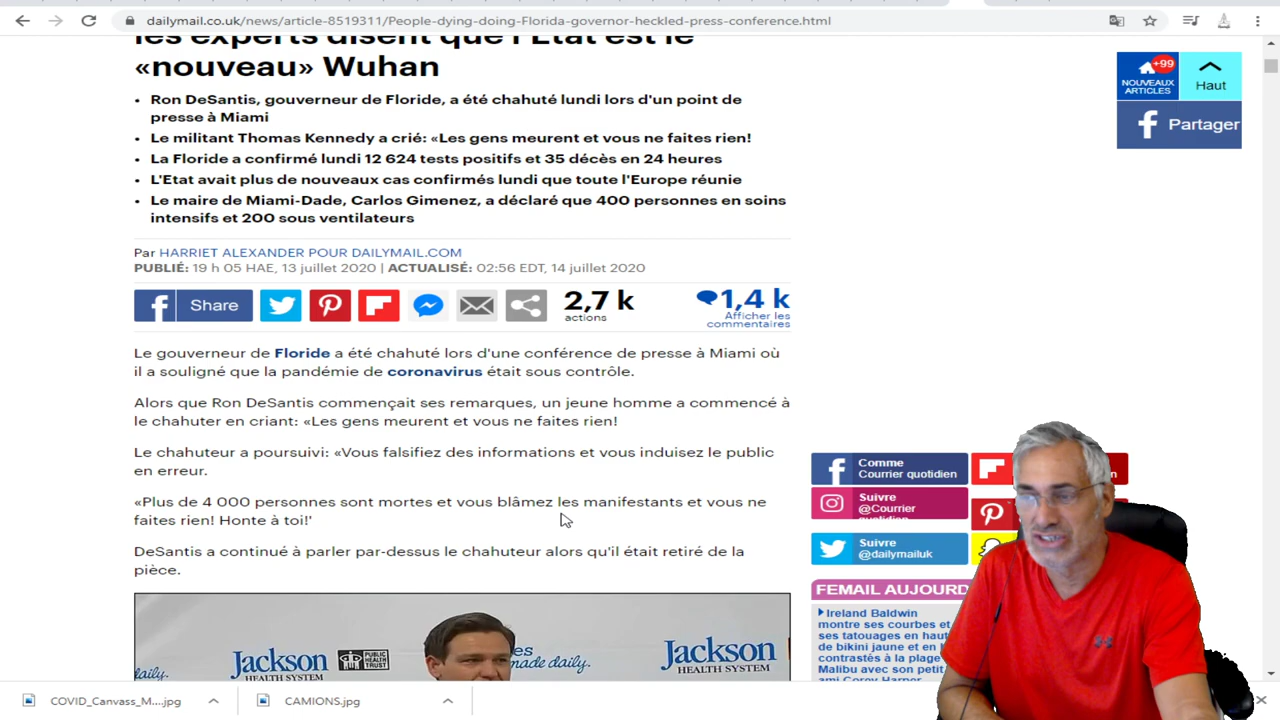 dailymail.co.uk/news/article-8519311/People-dying-doing-Florida-governor-heckled-press-conference.html
les experts disent que l'État est le
«nouveau» Wuhan
• Ron DeSantis, gouverneur de Floride, a été chahuté lundi lors d'un point de
presse à Miami
• Le militant Thomas Kennedy a crié: «Les gens meurent et vous ne faites rien!
• La Floride a confirmé lundi 12 624 tests positifs et 35 décès en 24 heures
• L'Etat avait plus de nouveaux cas confirmés lundi que toute l'Europe réunie
• Le maire de Miami-Dade, Carlos Gimenez, a déclaré que 400 personnes en soins
intensifs et 200 sous ventilateurs
Par HARRIET ALEXANDER POUR DAILYMAIL.COM
PUBLIÉ: 19 h 05 HAE, 13 juillet 2020 | ACTUALISÉ: 02:56 EDT, 14 juillet 2020
Share
2,7 k
actions
1,4 k
Afficher les
commentaires
Le gouverneur de Floride a été chahuté lors d'une conférence de presse à Miami où
il a souligné que la pandémie de coronavirus était sous contrôle.
Alors que Ron DeSantis commençait ses remarques, un jeune homme a commencé à
le chahuter en criant: «Les gens meurent et vous ne faites rien!
Le chahuteur a poursuivi: «Vous falsifiez des informations et vous induisez le public
en erreur.
«Plus de 4 000 personnes sont mortes et vous blâmez les manifestants et vous ne
faites rien! Honte à toi!'
DeSantis a continué à parler par-dessus le chahuteur alors qu'il était retiré de la
pièce.
Jackson
HEALTH SYSTEM
PUBLIC
HEALTH
TRUST
made daily.
Jackson
HEALTH SYSTEM
+99
NOUVEAUX
ARTICLES
Haut
Partager
Comme
Courrier quotidien
Suivre
@Courrier
quotidien
Suivre
@dailymailuk
FEMAIL AUJOURD
Ireland Baldwin
montre ses courbes et
ses tatouages en haut
de bikini jaune et en
contrastés à la plage
Malibu avec son petit
ami Corey Harper
COVID_Canvass_M....jpg
CAMIONS.jpg